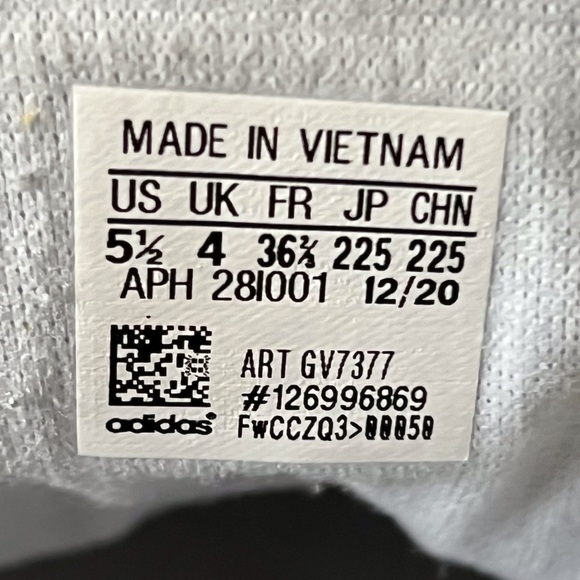 MADE IN VIETNAM
US UK FR JP CHN
5½ 4 36⅔ 225 225
APH 28I001 12/20
ART GV7377
#126996869
adidas FwCCZQ3>00050